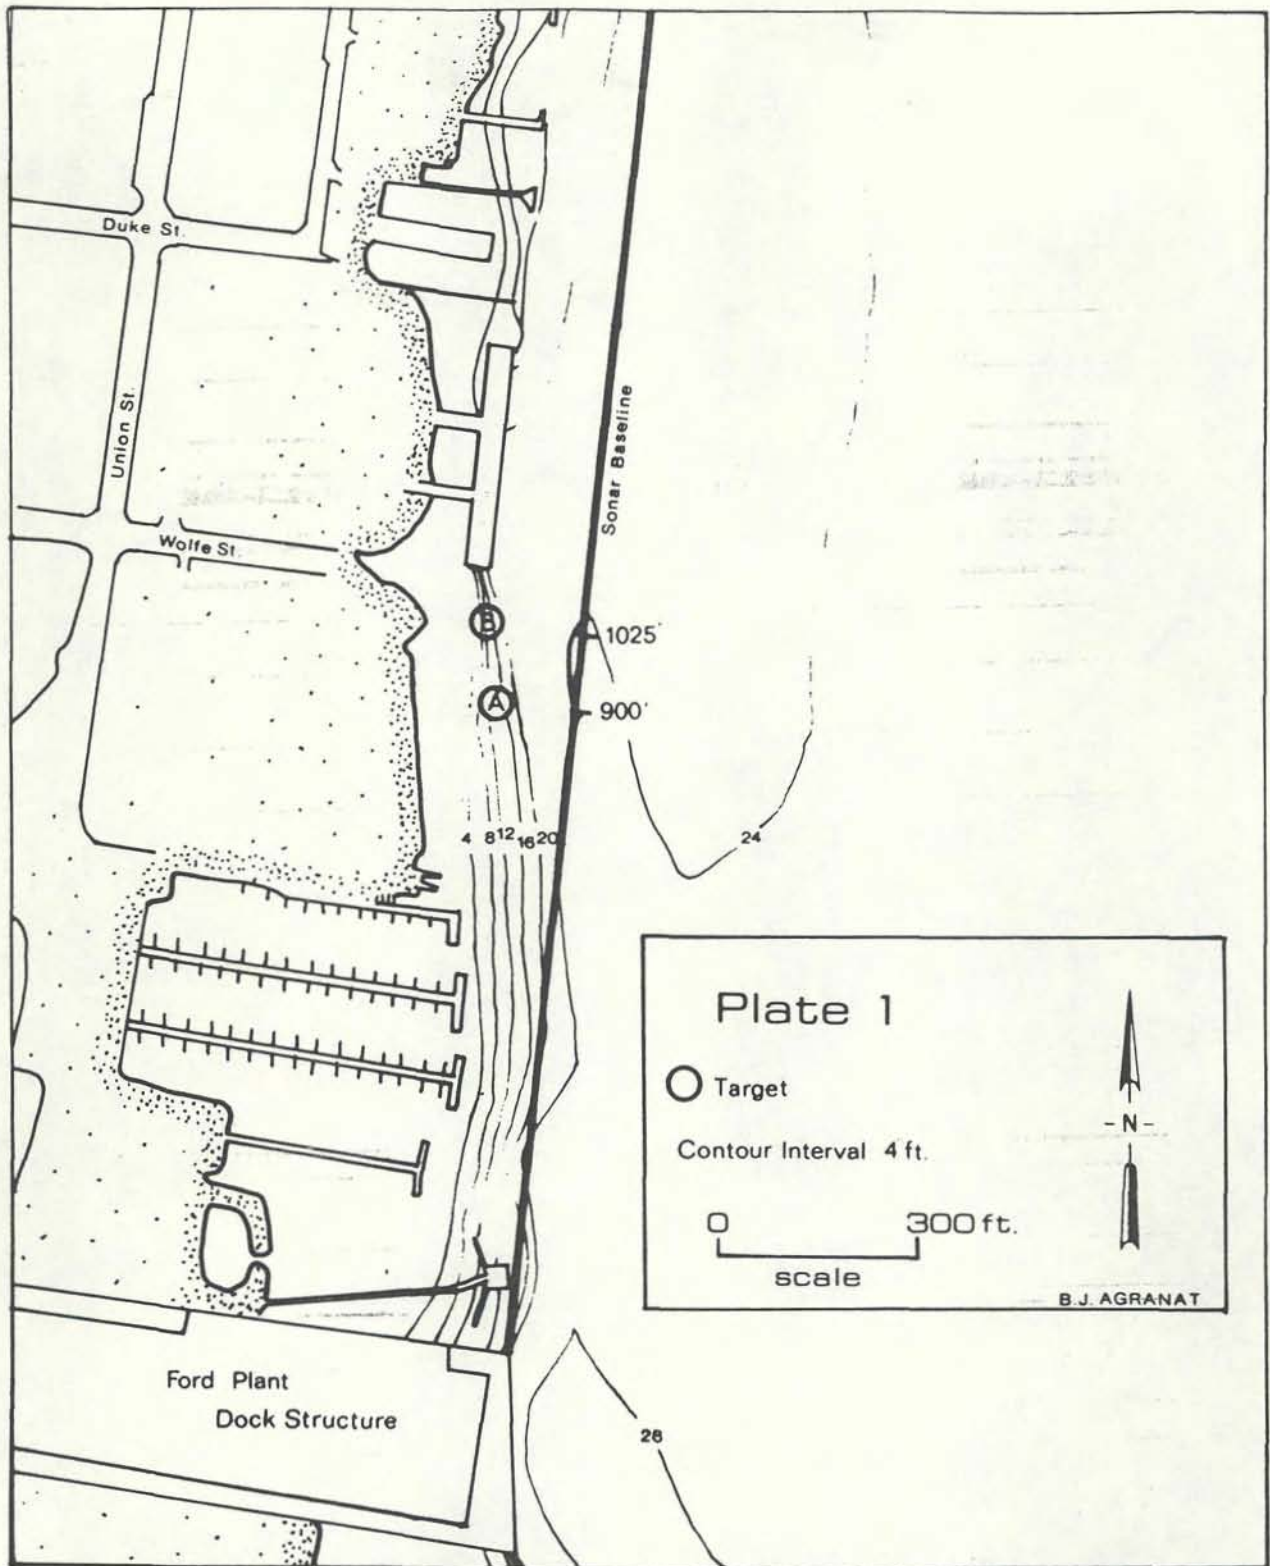 Duke St.
Union St.
Sonar Baseline
Wolfe St.
B
1025'
A
900'
4 8 12 16 20
24
Plate 1
Target
Contour Interval 4 ft.
- N -
0 300 ft.
scale
B.J. AGRANAT
Ford Plant
Dock Structure
28